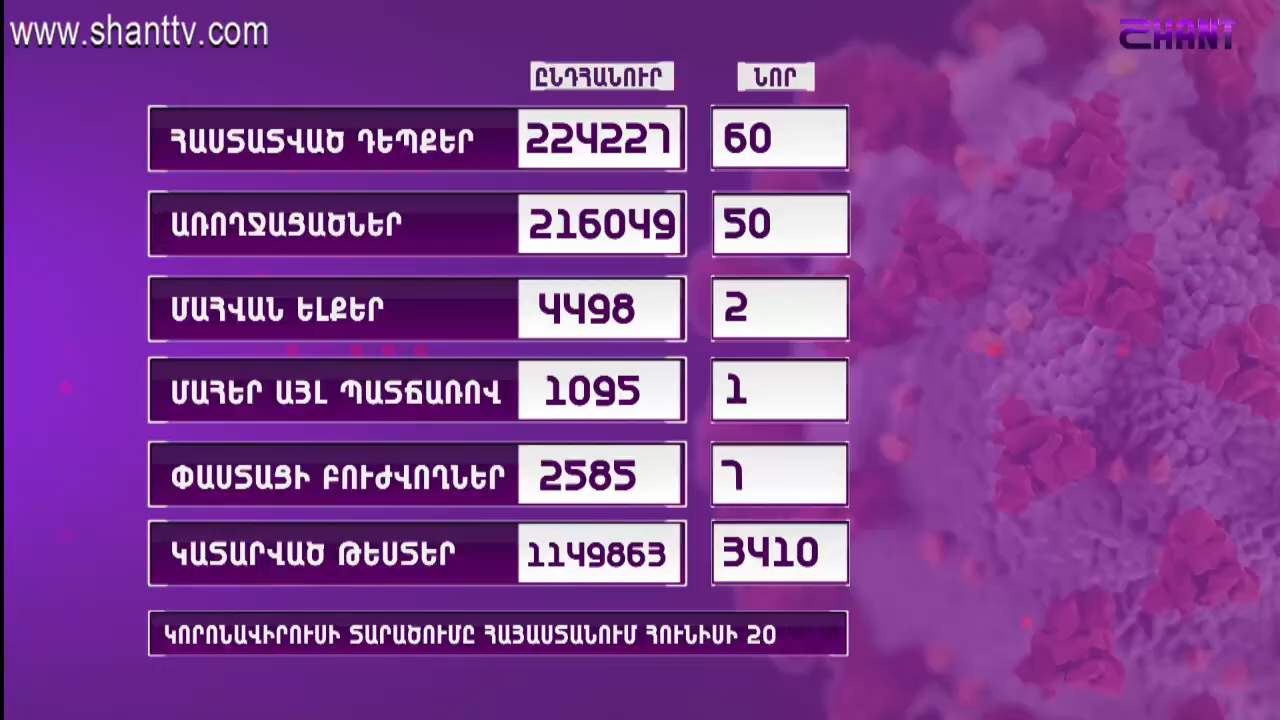 www.shanttv.com
SHANT
ԸՆԴՀԱՆՈՒՐ ՆՈՐ
ՀԱՍՏԱՏՎԱԾ ԴԵՊՔԵՐ 224227 60
ԱՌՈՂՋԱՑԱԾՆԵՐ 216049 50
ՄԱՀՎԱՆ ԵԼՔԵՐ 4498 2
ՄԱՀԵՐ ԱՅԼ ՊԱՏՃԱՌՈՎ 1095 1
ՓԱՍՏԱՑԻ ԲՈՒԺՎՈՂՆԵՐ 2585 7
ԿԱՏԱՐՎԱԾ ԹԵՍՏԵՐ 1149863 3410
ԿՈՐՈՆԱՎԻՐՈՒՍԻ ՏԱՐԱԾՈՒՄԸ ՀԱՅԱՍՏԱՆՈՒՄ ՀՈՒՆԻՍԻ 20